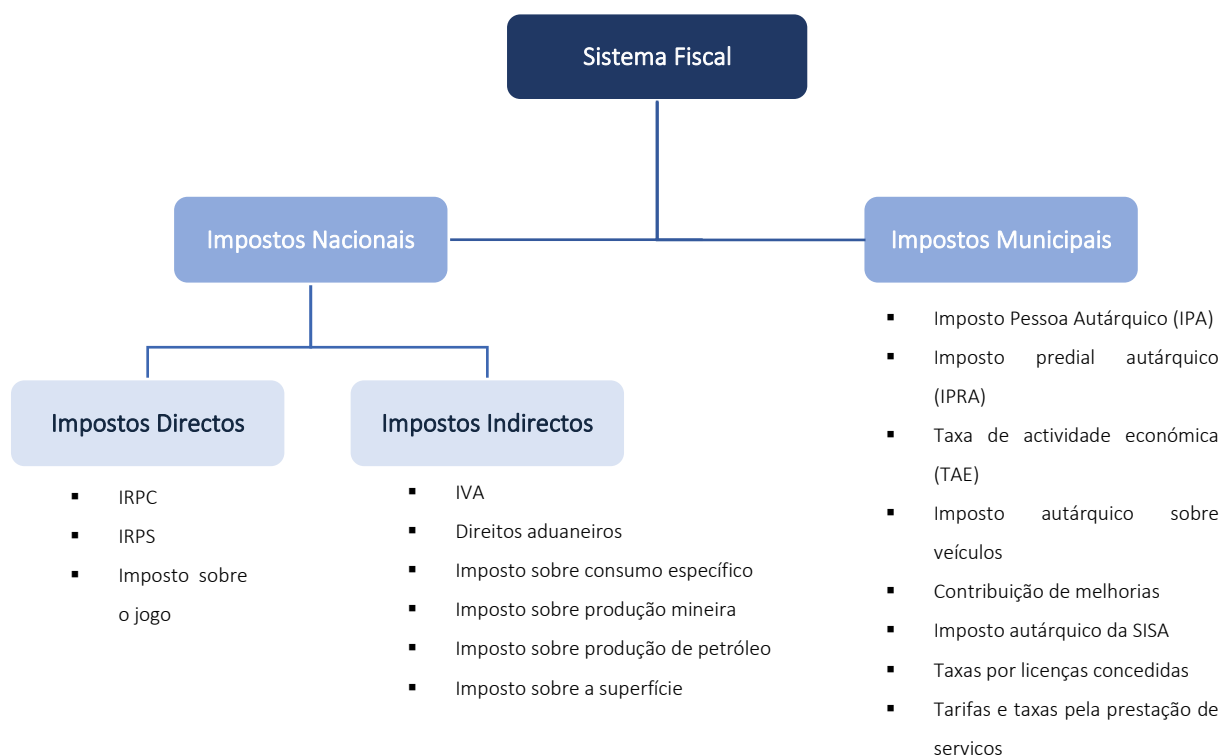 Sistema Fiscal
Impostos Nacionais
Impostos Municipais
Impostos Directos
IRPC
IRPS
Imposto sobre
o jogo
Impostos Indirectos
IVA
Direitos aduaneiros
Imposto sobre consumo específico
Imposto sobre produção mineira
Imposto sobre produção de petróleo
Imposto sobre a superfície
Imposto Pessoa Autárquico (IPA)
Imposto predial autárquico
(IPRA)
Taxa de actividade económica
(TAE)
Imposto autárquico sobre
veículos
Contribuição de melhorias
Imposto autárquico da SISA
Taxas por licenças concedidas
Tarifas e taxas pela prestação de
serviços